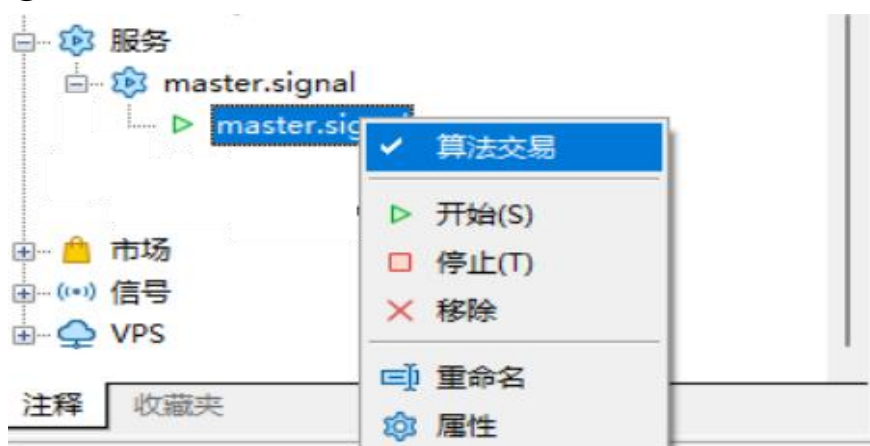 服务
master.signal
master.sig
算法交易
开始(S)
停止(T)
移除
重命名
属性
市场
信号
VPS
注释
收藏夹